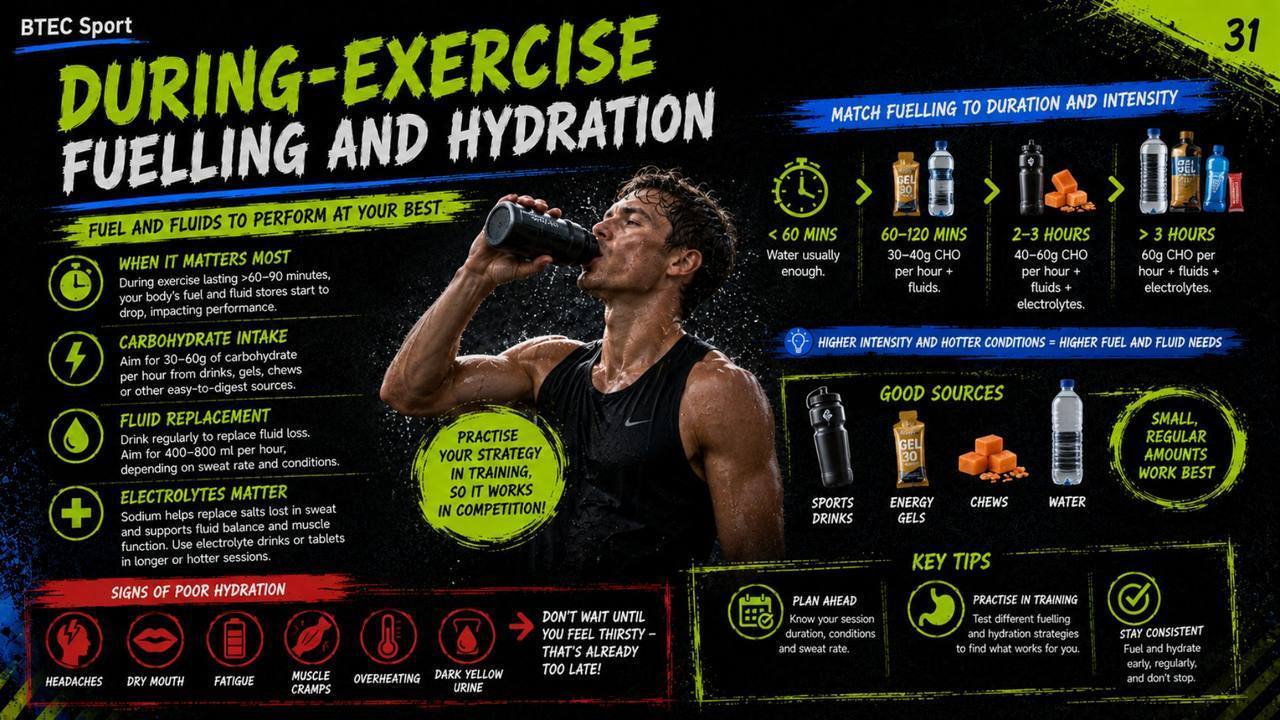 BTEC Sport
31
DURING-EXERCISE
FUELLING AND HYDRATION
FUEL AND FLUIDS TO PERFORM AT YOUR BEST
WHEN IT MATTERS MOST
During exercise lasting >60–90 minutes,
your body's fuel and fluid stores start to
drop, impacting performance.
CARBOHYDRATE INTAKE
Aim for 30–60g of carbohydrate
per hour from drinks, gels, chews
or other easy-to-digest sources.
FLUID REPLACEMENT
Drink regularly to replace fluid loss.
Aim for 400–800 ml per hour,
depending on sweat rate and conditions.
ELECTROLYTES MATTER
Sodium helps replace salts lost in sweat
and supports fluid balance and muscle
function. Use electrolyte drinks or tablets
in longer or hotter sessions.
PRACTISE
YOUR STRATEGY
IN TRAINING,
SO IT WORKS
IN COMPETITION!
SIGNS OF POOR HYDRATION
HEADACHES
DRY MOUTH
FATIGUE
MUSCLE
CRAMPS
OVERHEATING
DARK YELLOW
URINE
DON'T WAIT UNTIL
YOU FEEL THIRSTY –
THAT'S ALREADY
TOO LATE!
MATCH FUELLING TO DURATION AND INTENSITY
< 60 MINS
Water usually
enough.
GEL
30
60–120 MINS
30–40g CHO
per hour +
fluids.
2–3 HOURS
40–60g CHO
per hour +
fluids +
electrolytes.
GEL
> 3 HOURS
60g CHO per
hour + fluids +
electrolytes.
HIGHER INTENSITY AND HOTTER CONDITIONS = HIGHER FUEL AND FLUID NEEDS
GOOD SOURCES
SPORTS
DRINKS
GEL
30
ENERGY
GELS
CHEWS
WATER
SMALL,
REGULAR
AMOUNTS
WORK BEST
KEY TIPS
PLAN AHEAD
Know your session
duration, conditions
and sweat rate.
PRACTISE IN TRAINING
Test different fuelling
and hydration strategies
to find what works for you.
STAY CONSISTENT
Fuel and hydrate
early, regularly,
and don't stop.